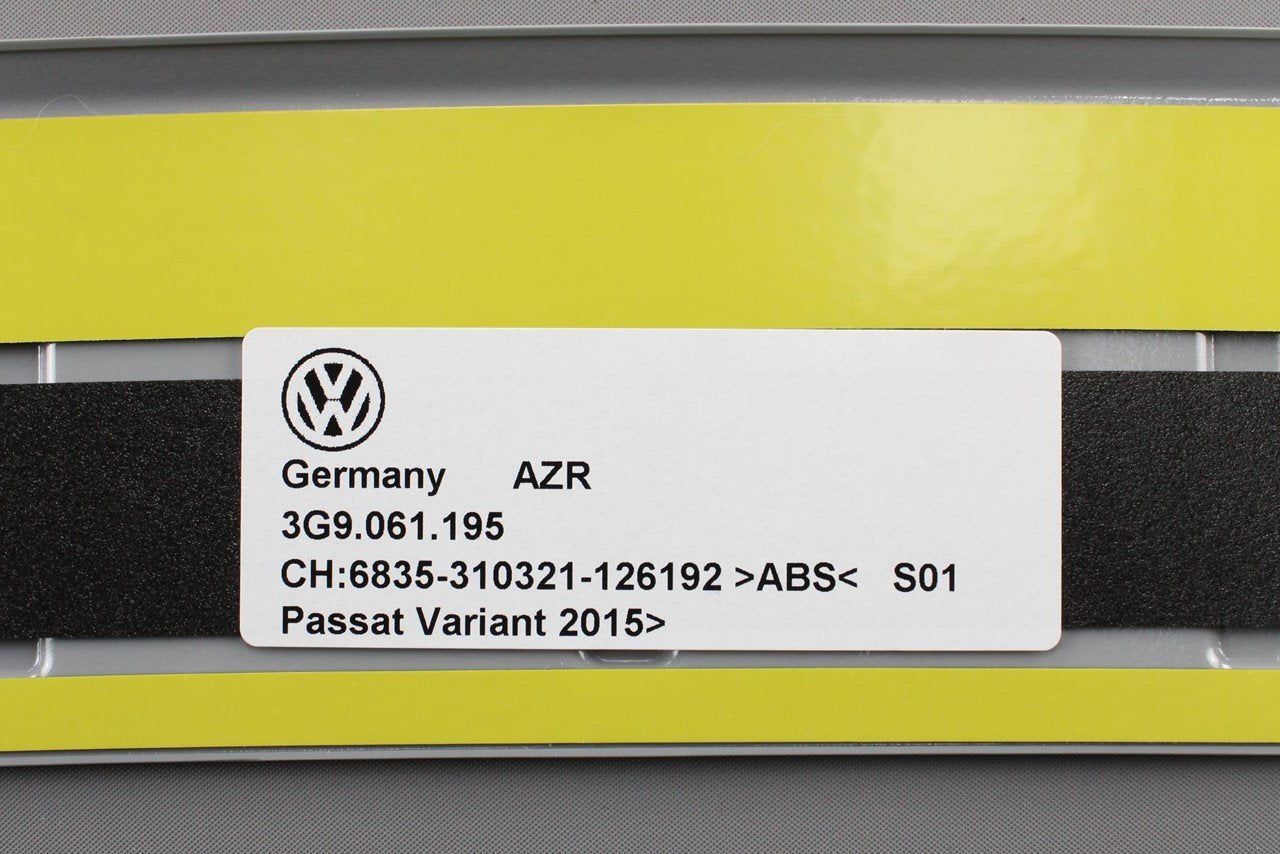 Germany AZR
3G9.061.195
CH:6835-310321-126192 >ABS< S01
Passat Variant 2015>